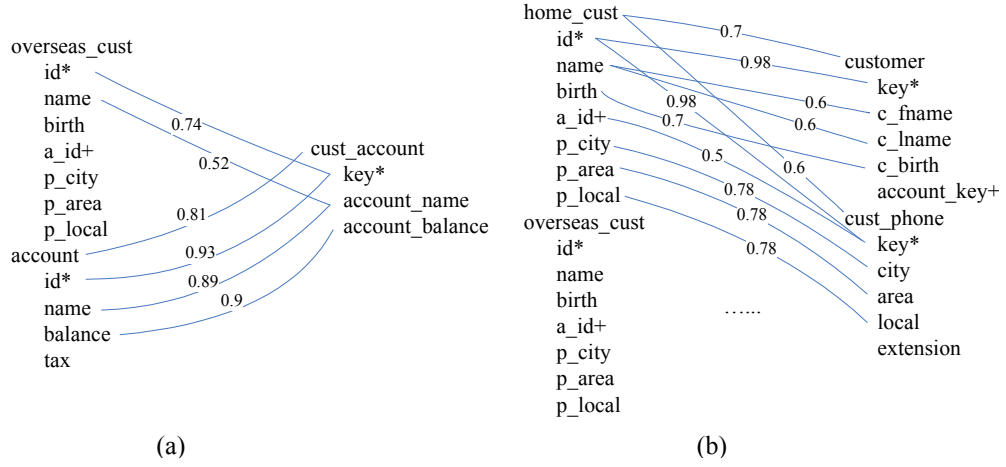 overseas_cust
id*
name
birth
a_id+
p_city
p_area
p_local
account
id*
name
balance
tax
0.74
0.52
0.81
0.93
0.89
0.9
cust_account
key*
account_name
account_balance
(a)
home_cust
id*
name
birth
a_id+
p_city
p_area
p_local
overseas_cust
id*
name
birth
a_id+
p_city
p_area
p_local
0.7
0.98
0.98
0.6
0.7
0.6
0.5
0.6
0.78
0.78
0.78
…...
customer
key*
c_fname
c_lname
c_birth
account_key+
cust_phone
key*
city
area
local
extension
(b)